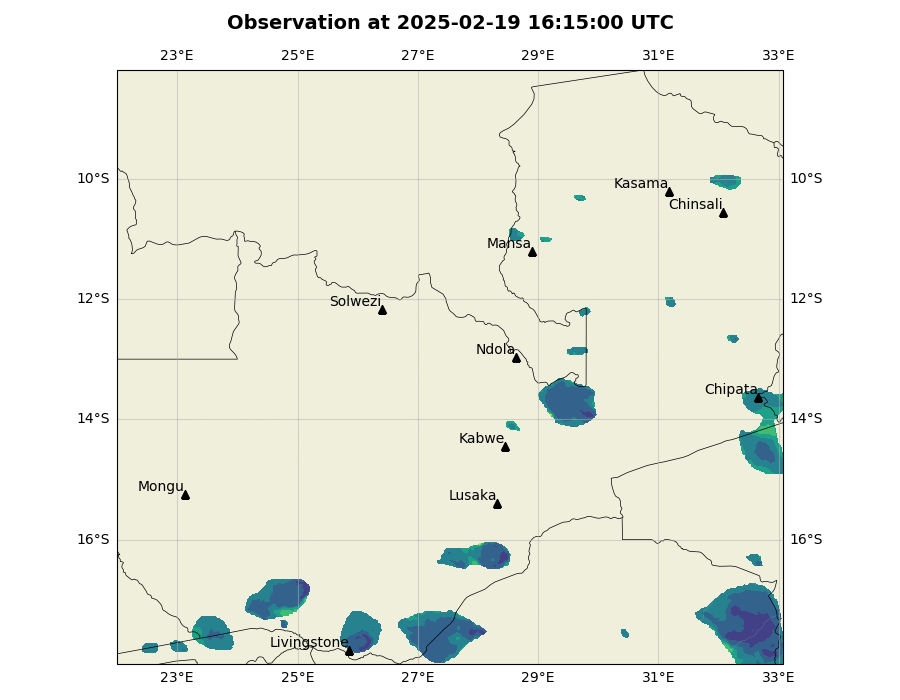 Observation at 2025-02-19 16:15:00 UTC
23°E 25°E 27°E 29°E 31°E 33°E
10°S 10°S
Kasama
Chinsali
Mansa
12°S 12°S
Solwezi
Ndola
Chipata
14°S 14°S
Kabwe
Mongu
Lusaka
16°S 16°S
Livingstone
23°E 25°E 27°E 29°E 31°E 33°E